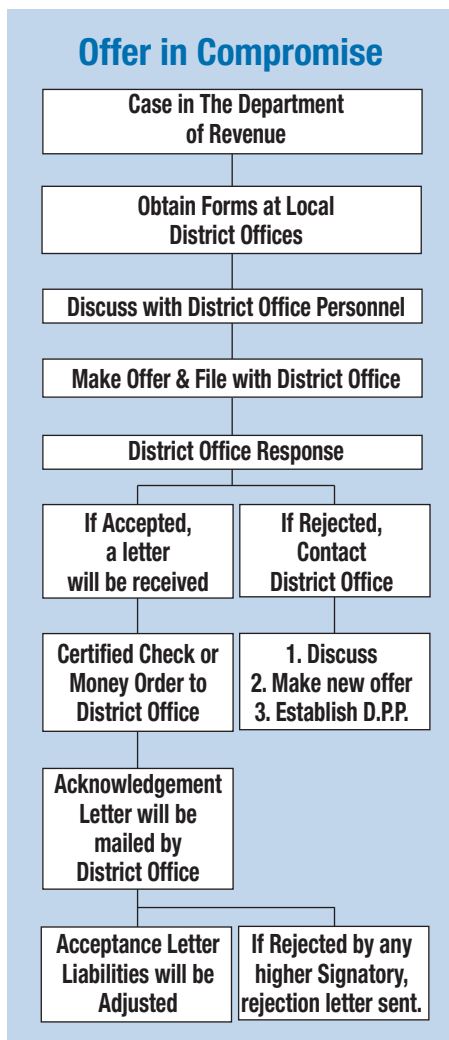 Offer in Compromise
Case in The Department
of Revenue
Obtain Forms at Local
District Offices
Discuss with District Office Personnel
Make Offer & File with District Office
District Office Response
If Accepted,
a letter
will be received
If Rejected,
Contact
District Office
Certified Check or
Money Order to
District Office
1. Discuss
2. Make new offer
3. Establish D.P.P.
Acknowledgement
Letter will be
mailed by
District Office
Acceptance Letter
Liabilities will be
Adjusted
If Rejected by any
higher Signatory,
rejection letter sent.